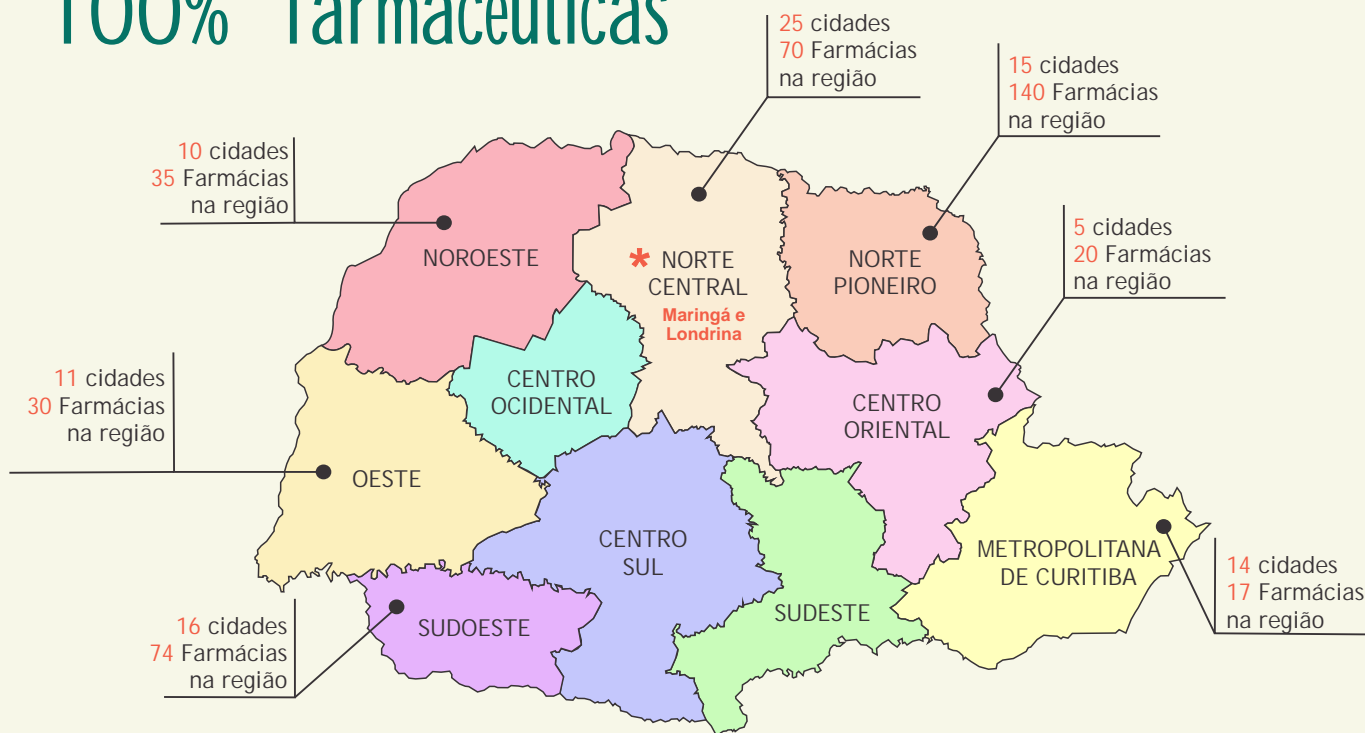 100% Farmacêuticas
25 cidades
70 Farmácias
na região
15 cidades
140 Farmácias
na região
10 cidades
35 Farmácias
na região
5 cidades
20 Farmácias
na região
11 cidades
30 Farmácias
na região
14 cidades
17 Farmácias
na região
16 cidades
74 Farmácias
na região
NOROESTE
* NORTE
CENTRAL
Maringá e
Londrina
NORTE
PIONEIRO
CENTRO
OCIDENTAL
CENTRO
ORIENTAL
OESTE
CENTRO
SUL
METROPOLITANA
DE CURITIBA
SUDOESTE
SUDESTE